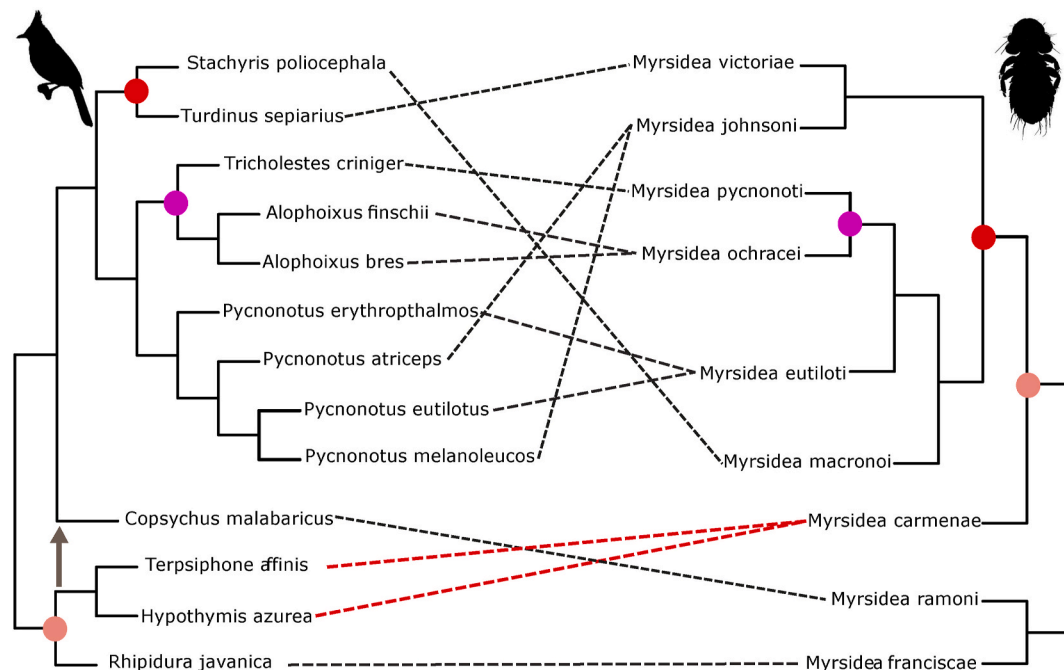 Stachyris poliocephala
Myrsidea victoriae
Turdinus sepiarius
Myrsidea johnsoni
Tricholestes criniger
Myrsidea pycnonoti
Alophoixus finschii
Myrsidea ochracei
Alophoixus bres
Pycnonotus erythropthalmos
Pycnonotus atriceps
Myrsidea eutiloti
Pycnonotus eutilotus
Pycnonotus melanoleucos
Myrsidea macronoi
Copsychus malabaricus
Myrsidea carmenae
Terpsiphone affinis
Myrsidea ramoni
Hypothymis azurea
Rhipidura javanica
Myrsidea franciscae